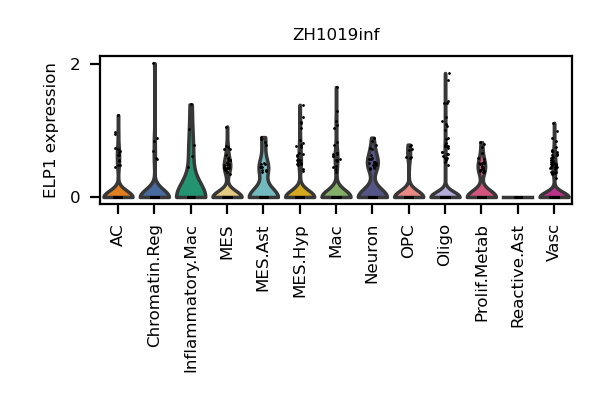 ZH1019inf
ELP1 expression
2
0
AC
Chromatin.Reg
Inflammatory.Mac
MES
MES.Ast
MES.Hyp
Mac
Neuron
OPC
Oligo
Prolif.Metab
Reactive.Ast
Vasc